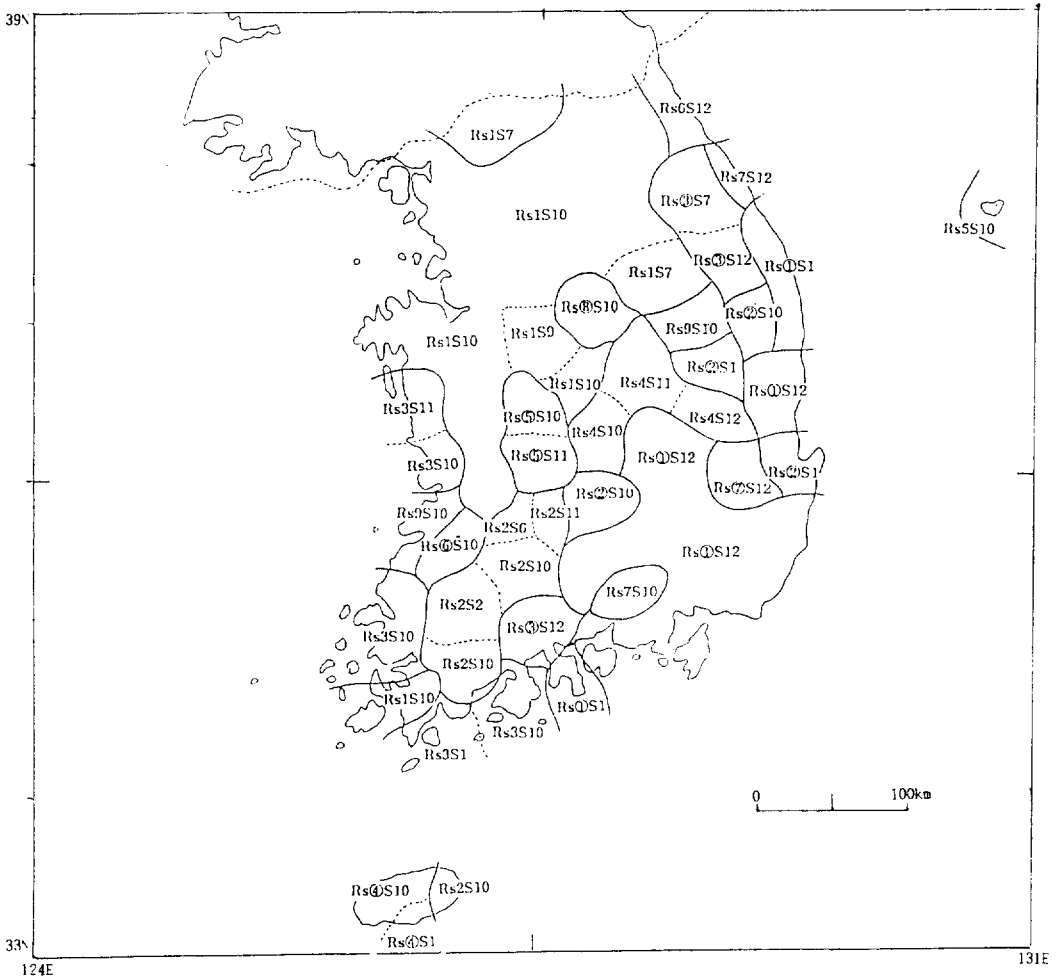 39N
Rs6S12
Rs1S7
Rs7S12
Rs③S7
Rs1S10
Rs5S10
Rs③S12
Rs①S1
Rs1S7
Rs⑧S10
Rs②S10
Rs1S9
Rs9S10
Rs1S10
Rs②S1
Rs1S10
Rs4S11
Rs①S12
Rs3S11
Rs⑤S10
Rs4S12
Rs4S10
Rs⑤S11
Rs①S12
Rs3S10
Rs②S1
Rs⑦S12
Rs②S10
Rs9S10
Rs2S11
Rs2S6
Rs⑥S10
Rs①S12
Rs2S10
Rs7S10
Rs2S2
Rs③S12
Rs3S10
Rs2S10
Rs1S10
Rs①S1
Rs3S10
Rs3S1
0 100km
Rs④S10
Rs2S10
Rs④S1
33N
124E
131E